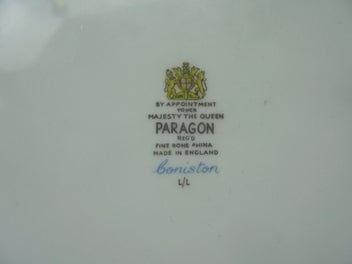 BY APPOINTMENT
TO HER
MAJESTY THE QUEEN
PARAGON
REG'D
FINE BONE CHINA
MADE IN ENGLAND
Coniston
L/L